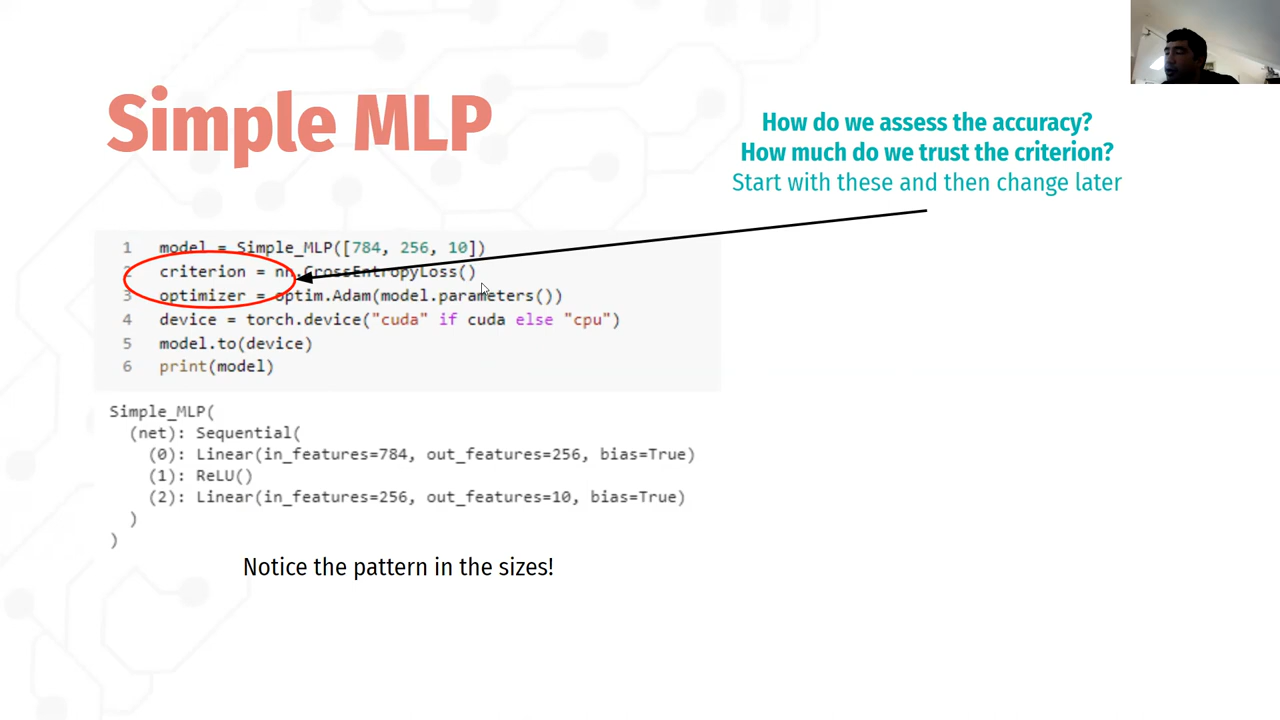 Simple MLP
How do we assess the accuracy?
How much do we trust the criterion?
Start with these and then change later
1 model = Simple_MLP([784, 256, 10])
2 criterion = nn.CrossEntropyLoss()
3 optimizer = optim.Adam(model.parameters())
4 device = torch.device("cuda" if cuda else "cpu")
5 model.to(device)
6 print(model)
Simple_MLP(
(net): Sequential(
(0): Linear(in_features=784, out_features=256, bias=True)
(1): ReLU()
(2): Linear(in_features=256, out_features=10, bias=True)
)
)
Notice the pattern in the sizes!